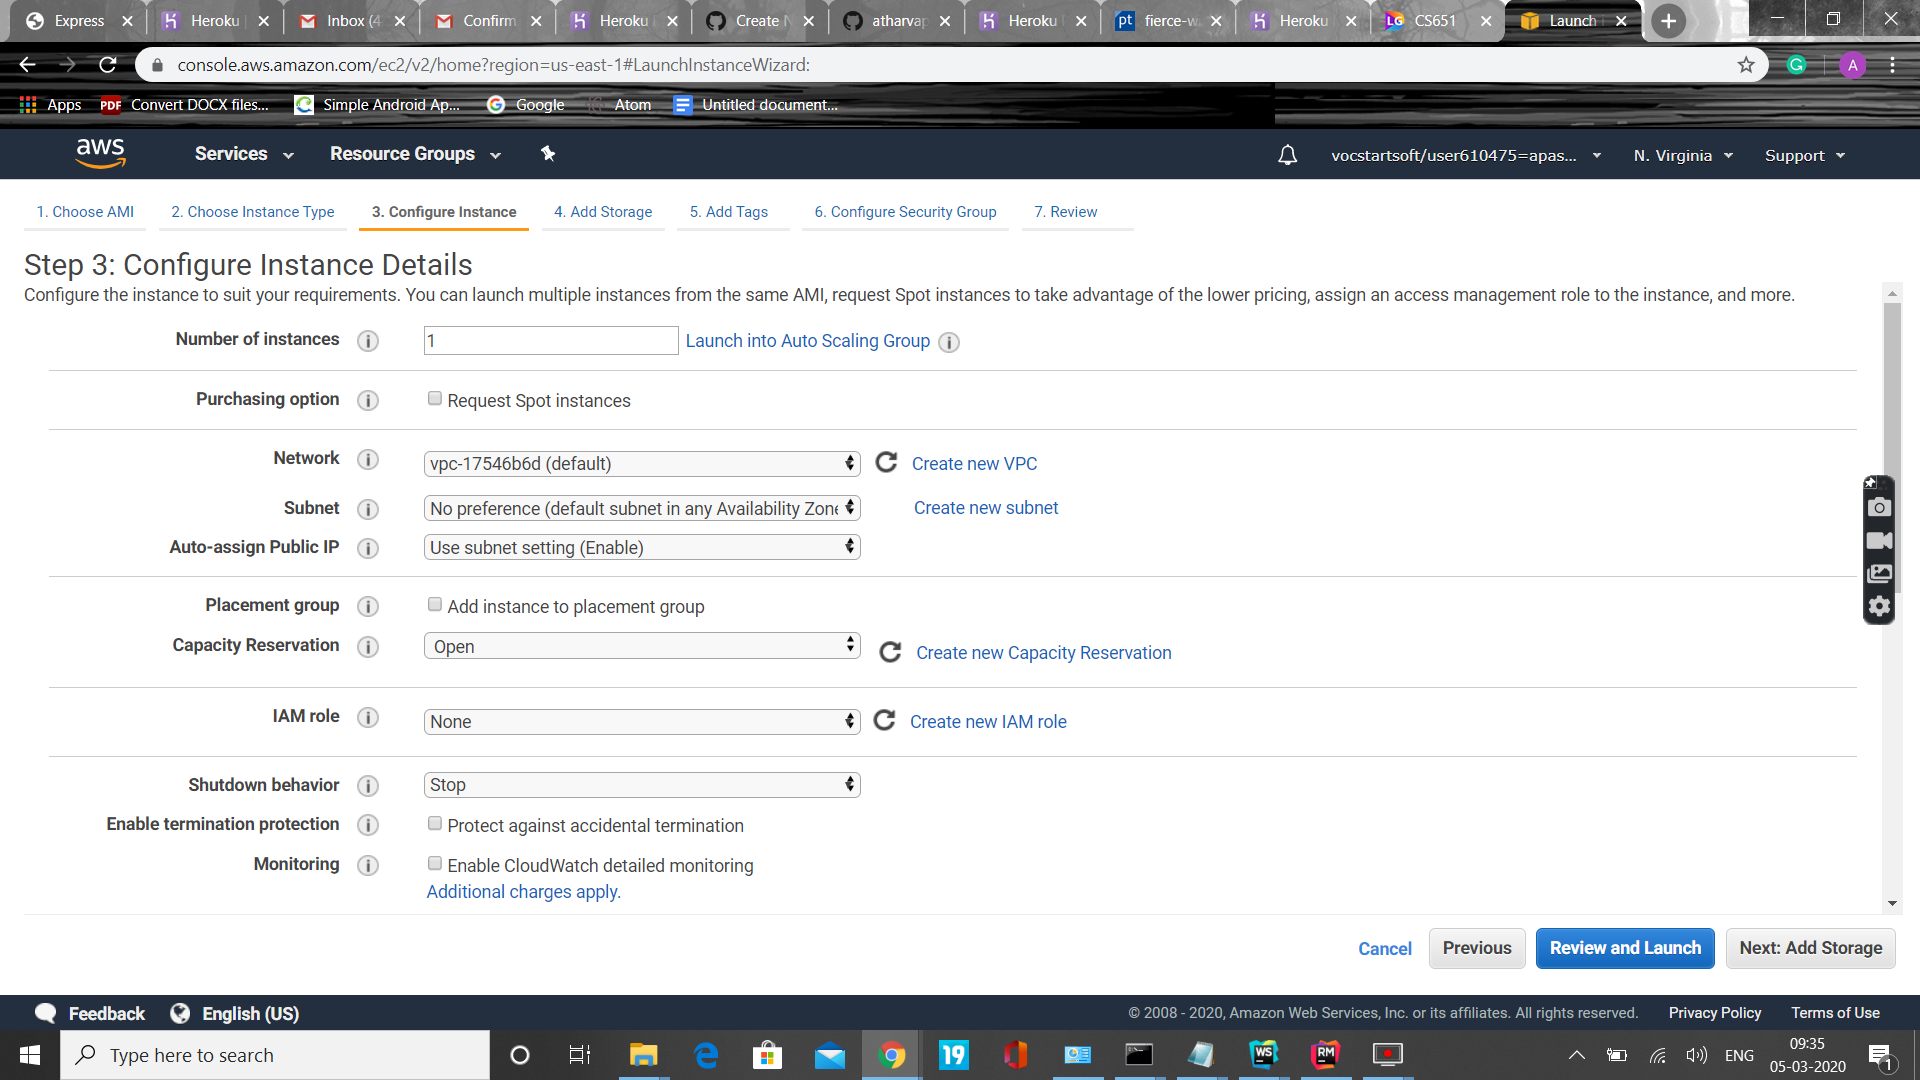 Express
Heroku
Inbox (4
Confirm
Heroku
Create N
atharvap
Heroku
pt fierce-w
Heroku
LG CS651
Launch
console.aws.amazon.com/ec2/v2/home?region=us-east-1#LaunchInstanceWizard:
G
A
Apps
PDF Convert DOCX files...
Simple Android Ap...
Google
Atom
Untitled document...
aws
Services
Resource Groups
vocstartsoft/user610475=apas...
N. Virginia
Support
1. Choose AMI
2. Choose Instance Type
3. Configure Instance
4. Add Storage
5. Add Tags
6. Configure Security Group
7. Review
Step 3: Configure Instance Details
Configure the instance to suit your requirements. You can launch multiple instances from the same AMI, request Spot instances to take advantage of the lower pricing, assign an access management role to the instance, and more.
Number of instances
1
Launch into Auto Scaling Group
Purchasing option
Request Spot instances
Network
vpc-17546b6d (default)
Create new VPC
Subnet
No preference (default subnet in any Availability Zone
Create new subnet
Auto-assign Public IP
Use subnet setting (Enable)
Placement group
Add instance to placement group
Capacity Reservation
Open
Create new Capacity Reservation
IAM role
None
Create new IAM role
Shutdown behavior
Stop
Enable termination protection
Protect against accidental termination
Monitoring
Enable CloudWatch detailed monitoring
Additional charges apply.
Cancel
Previous
Review and Launch
Next: Add Storage
Feedback
English (US)
© 2008 - 2020, Amazon Web Services, Inc. or its affiliates. All rights reserved.
Privacy Policy
Terms of Use
Type here to search
19
WS
RM
ENG
09:35
05-03-2020
1